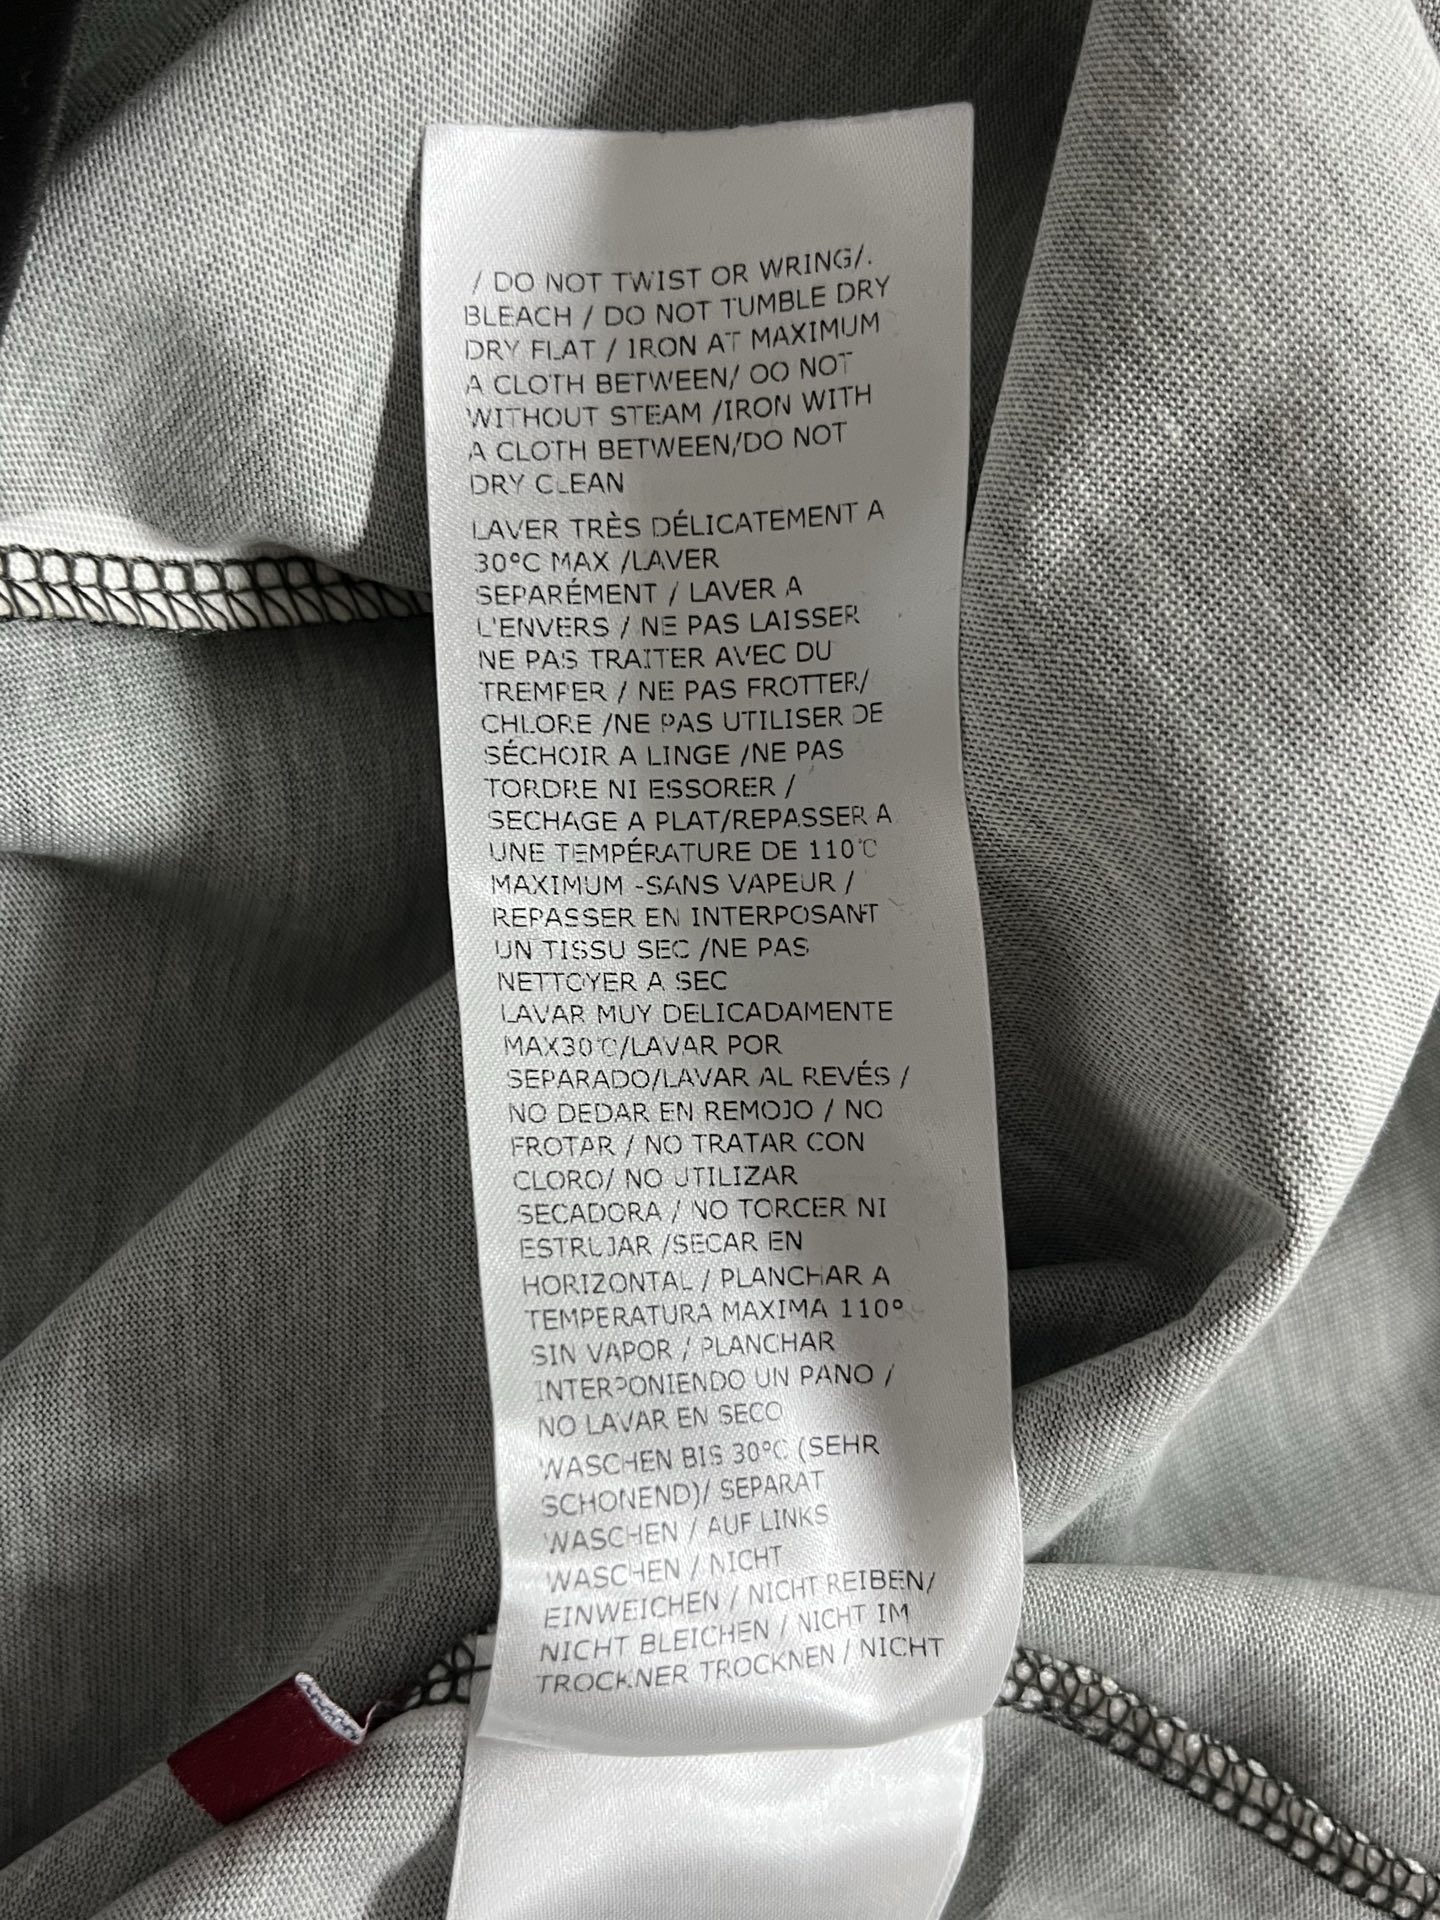 / DO NOT TWIST OR WRING/.
BLEACH / DO NOT TUMBLE DRY
DRY FLAT / IRON AT MAXIMUM
A CLOTH BETWEEN/ OO NOT
WITHOUT STEAM /IRON WITH
A CLOTH BETWEEN/DO NOT
DRY CLEAN
LAVER TRÈS DÉLICATEMENT A
30°C MAX /LAVER
SEPARÉMENT / LAVER A
L'ENVERS / NE PAS LAISSER
NE PAS TRAITER AVEC DU
TREMPER / NE PAS FROTTER/
CHLORE /NE PAS UTILISER DE
SÉCHOIR A LINGE /NE PAS
TORDRE NI ESSORER /
SECHAGE A PLAT/REPASSER A
UNE TEMPÉRATURE DE 110°C
MAXIMUM -SANS VAPEUR /
REPASSER EN INTERPOSANT
UN TISSU SEC /NE PAS
NETTOYER A SEC
LAVAR MUY DELICADAMENTE
MAX30°C/LAVAR POR
SEPARADO/LAVAR AL REVÉS /
NO DEDAR EN REMOJO / NO
FROTAR / NO TRATAR CON
CLORO/ NO UTILIZAR
SECADORA / NO TORCER NI
ESTRUJAR /SECAR EN
HORIZONTAL / PLANCHAR A
TEMPERATURA MAXIMA 110°
SIN VAPOR / PLANCHAR
INTERPONIENDO UN PANO /
NO LAVAR EN SECO
WASCHEN BIS 30°C (SEHR
SCHONEND)/ SEPARAT
WASCHEN / AUF LINKS
WASCHEN / NICHT
EINWEICHEN / NICHT REIBEN/
NICHT BLEICHEN / NICHT IM
TROCKNER TROCKNEN / NICHT